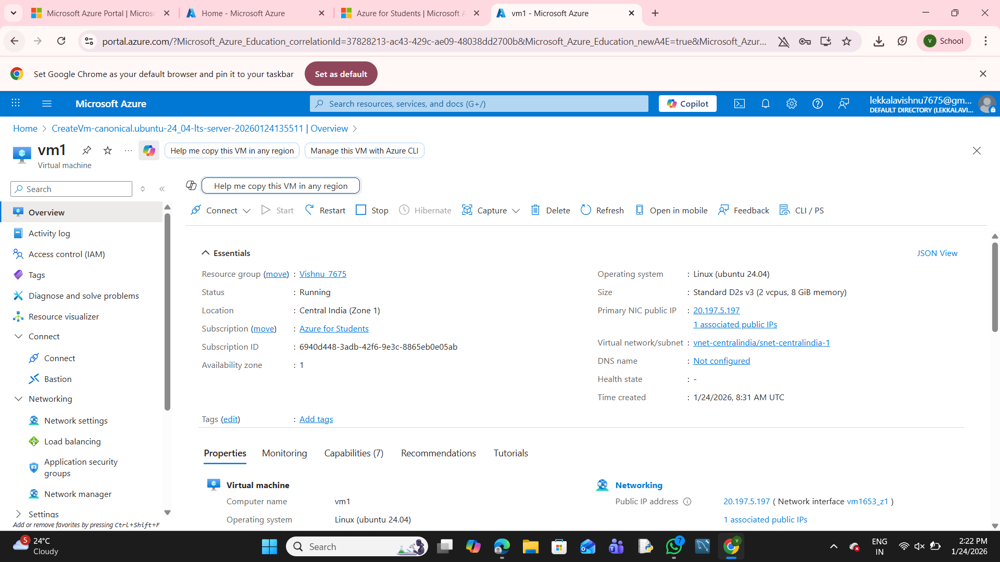 Microsoft Azure Portal | Microsc
Home - Microsoft Azure
Azure for Students | Microsoft A
vm1 - Microsoft Azure
portal.azure.com/?Microsoft_Azure_Education_correlationId=37828213-ac43-429c-ae09-48038dd2700b&Microsoft_Azure_Education_newA4E=true&Microsoft_Azur...
V School
Set Google Chrome as your default browser and pin it to your taskbar
Set as default
Microsoft Azure
Search resources, services, and docs (G+/)
Copilot
lekkalavishnu7675@gm...
DEFAULT DIRECTORY (LEKKALAVI...
Home > CreateVm-canonical.ubuntu-24_04-lts-server-20260124135511 | Overview >
vm1
Help me copy this VM in any region
Manage this VM with Azure CLI
Virtual machine
Search
Overview
Activity log
Access control (IAM)
Tags
Diagnose and solve problems
Resource visualizer
Connect
Connect
Bastion
Networking
Network settings
Load balancing
Application security
groups
Network manager
Settings
Add or remove favorites by pressing Ctrl+Shift+F
Help me copy this VM in any region
Connect
Start
Restart
Stop
Hibernate
Capture
Delete
Refresh
Open in mobile
Feedback
CLI / PS
Essentials
JSON View
Resource group (move) : Vishnu_7675
Status : Running
Location : Central India (Zone 1)
Subscription (move) : Azure for Students
Subscription ID : 6940d448-3adb-42f6-9e3c-8865eb0e05ab
Availability zone : 1
Operating system : Linux (ubuntu 24.04)
Size : Standard D2s v3 (2 vcpus, 8 GiB memory)
Primary NIC public IP : 20.197.5.197
1 associated public IPs
Virtual network/subnet : vnet-centralindia/snet-centralindia-1
DNS name : Not configured
Health state : -
Time created : 1/24/2026, 8:31 AM UTC
Tags (edit) : Add tags
Properties
Monitoring
Capabilities (7)
Recommendations
Tutorials
Virtual machine
Computer name vm1
Operating system Linux (ubuntu 24.04)
Networking
Public IP address 20.197.5.197 ( Network interface vm1653_z1 )
1 associated public IPs
5
24°C
Cloudy
Search
7
V
ENG
IN
2:22 PM
1/24/2026